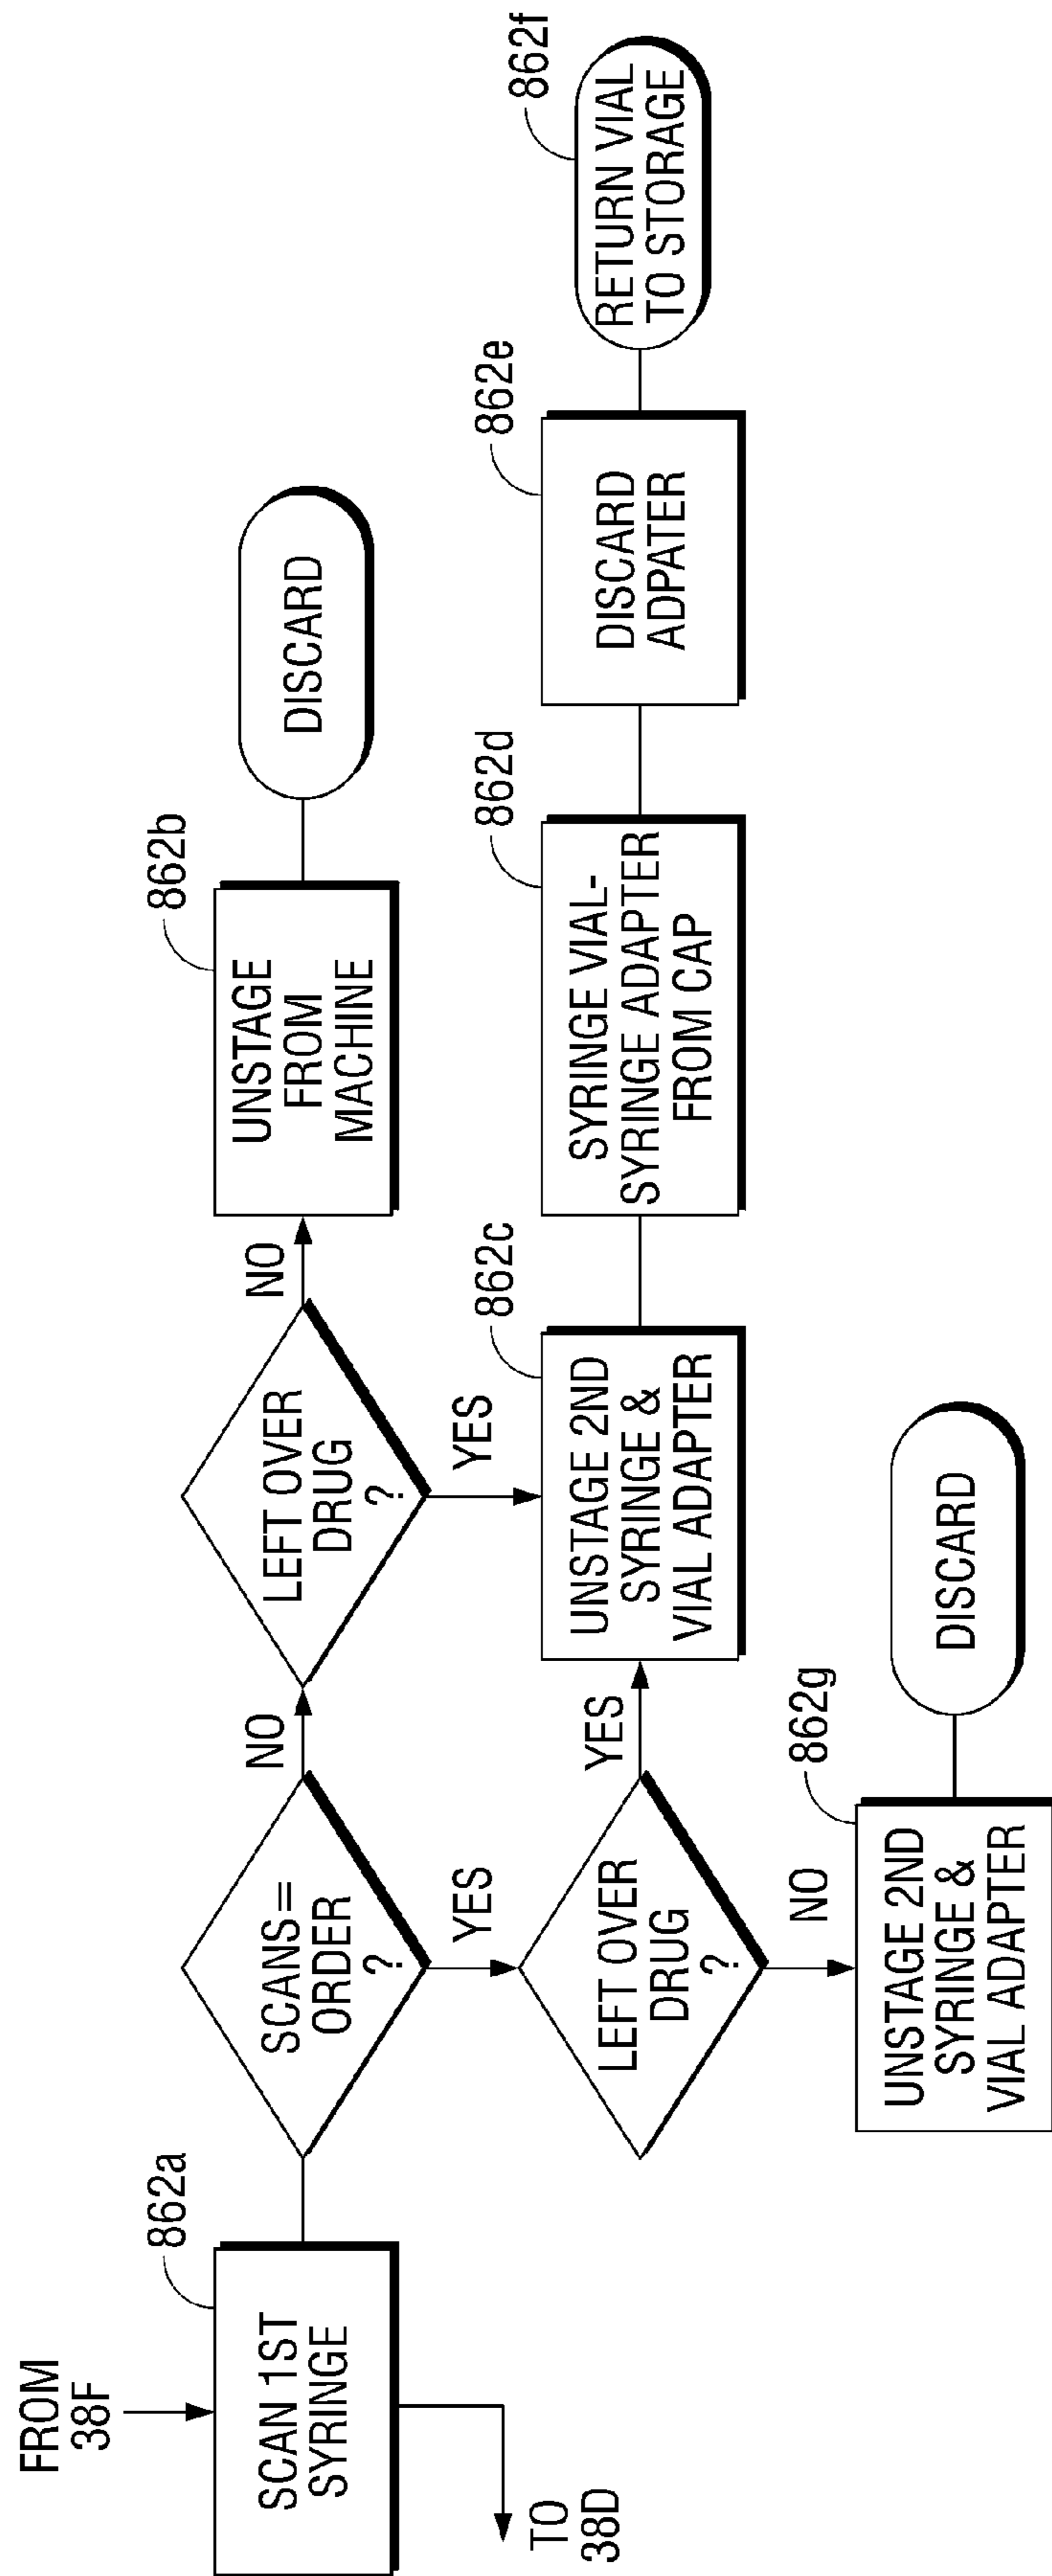 FROM
38F
862a
SCAN 1ST
SYRINGE
TO
38D
SCANS=
ORDER
?
NO
YES
LEFT OVER
DRUG
?
NO
YES
862b
UNSTAGE
FROM
MACHINE
DISCARD
LEFT OVER
DRUG
?
YES
NO
862c
UNSTAGE 2ND
SYRINGE &
VIAL ADAPTER
862d
SYRINGE VIAL-
SYRINGE ADAPTER
FROM CAP
862e
DISCARD
ADPATER
862f
RETURN VIAL
TO STORAGE
862g
UNSTAGE 2ND
SYRINGE &
VIAL ADAPTER
DISCARD